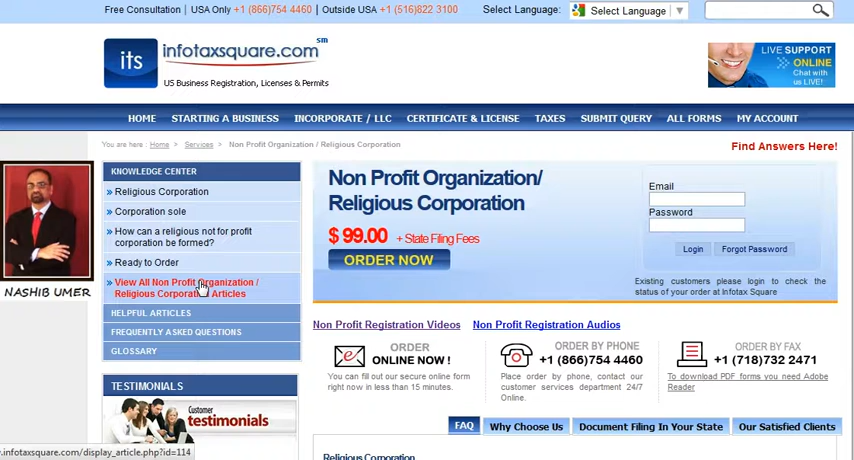 Free Consultation | USA Only +1 (866)754 4460 | Outside USA +1 (516)822 3100
Select Language:
Select Language
its
infotaxsquare.com sm
US Business Registration, Licenses & Permits
LIVE SUPPORT
ONLINE
Chat with
us LIVE!
HOME STARTING A BUSINESS INCORPORATE / LLC CERTIFICATE & LICENSE TAXES SUBMIT QUERY ALL FORMS MY ACCOUNT
You are here : Home > Services > Non Profit Organization / Religious Corporation
Find Answers Here!
NASHIB UMER
KNOWLEDGE CENTER
» Religious Corporation
» Corporation sole
» How can a religious not for profit
corporation be formed?
» Ready to Order
» View All Non Profit Organization /
Religious Corporation Articles
HELPFUL ARTICLES
FREQUENTLY ASKED QUESTIONS
GLOSSARY
TESTIMONIALS
Customer
testimonials
Non Profit Organization/
Religious Corporation
$ 99.00 + State Filing Fees
ORDER NOW
Email
Password
Login Forgot Password
Existing customers please login to check the
status of your order at Infotax Square
Non Profit Registration Videos Non Profit Registration Audios
ORDER
ONLINE NOW !
You can fill out our secure online form
right now in less than 15 minutes.
ORDER BY PHONE
+1 (866)754 4460
Place order by phone, contact our
customer services department 24/7
Online.
ORDER BY FAX
+1 (718)732 2471
To download PDF forms you need Adobe
Reader
FAQ Why Choose Us Document Filing In Your State Our Satisfied Clients
Religious Corporation
.infotaxsquare.com/display_article.php?id=114